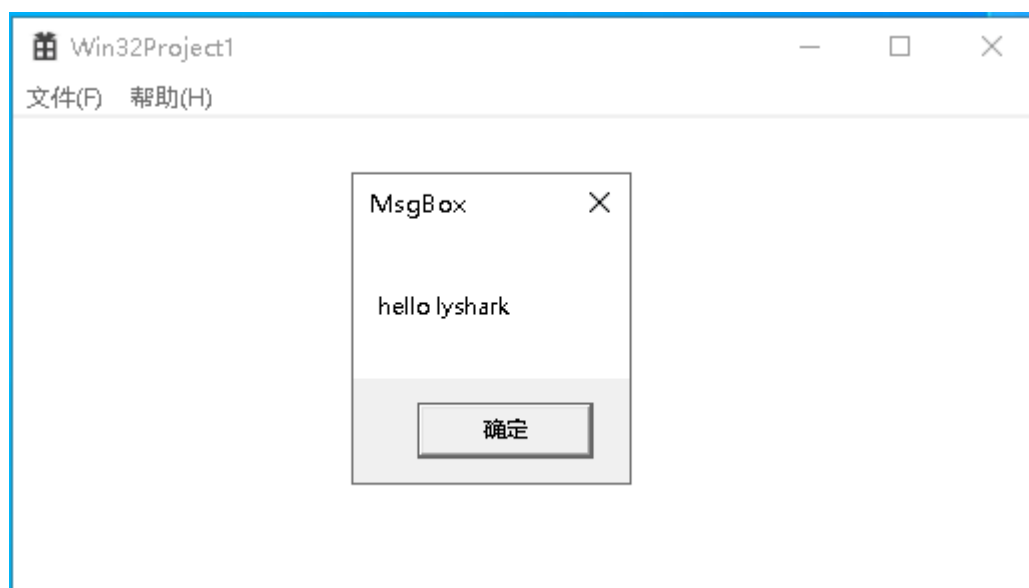 Win32Project1
文件(F) 帮助(H)
MsgBox
hello lyshark
确定